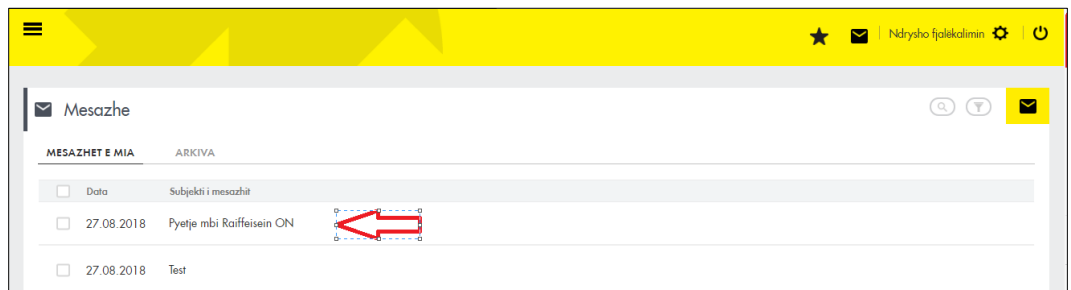 Ndrysho fjalëkalimin
Mesazhe
MESAZHET E MIA ARKIVA
Data Subjekti i mesazhit
27.08.2018 Pyetje mbi Raiffeisein ON
27.08.2018 Test